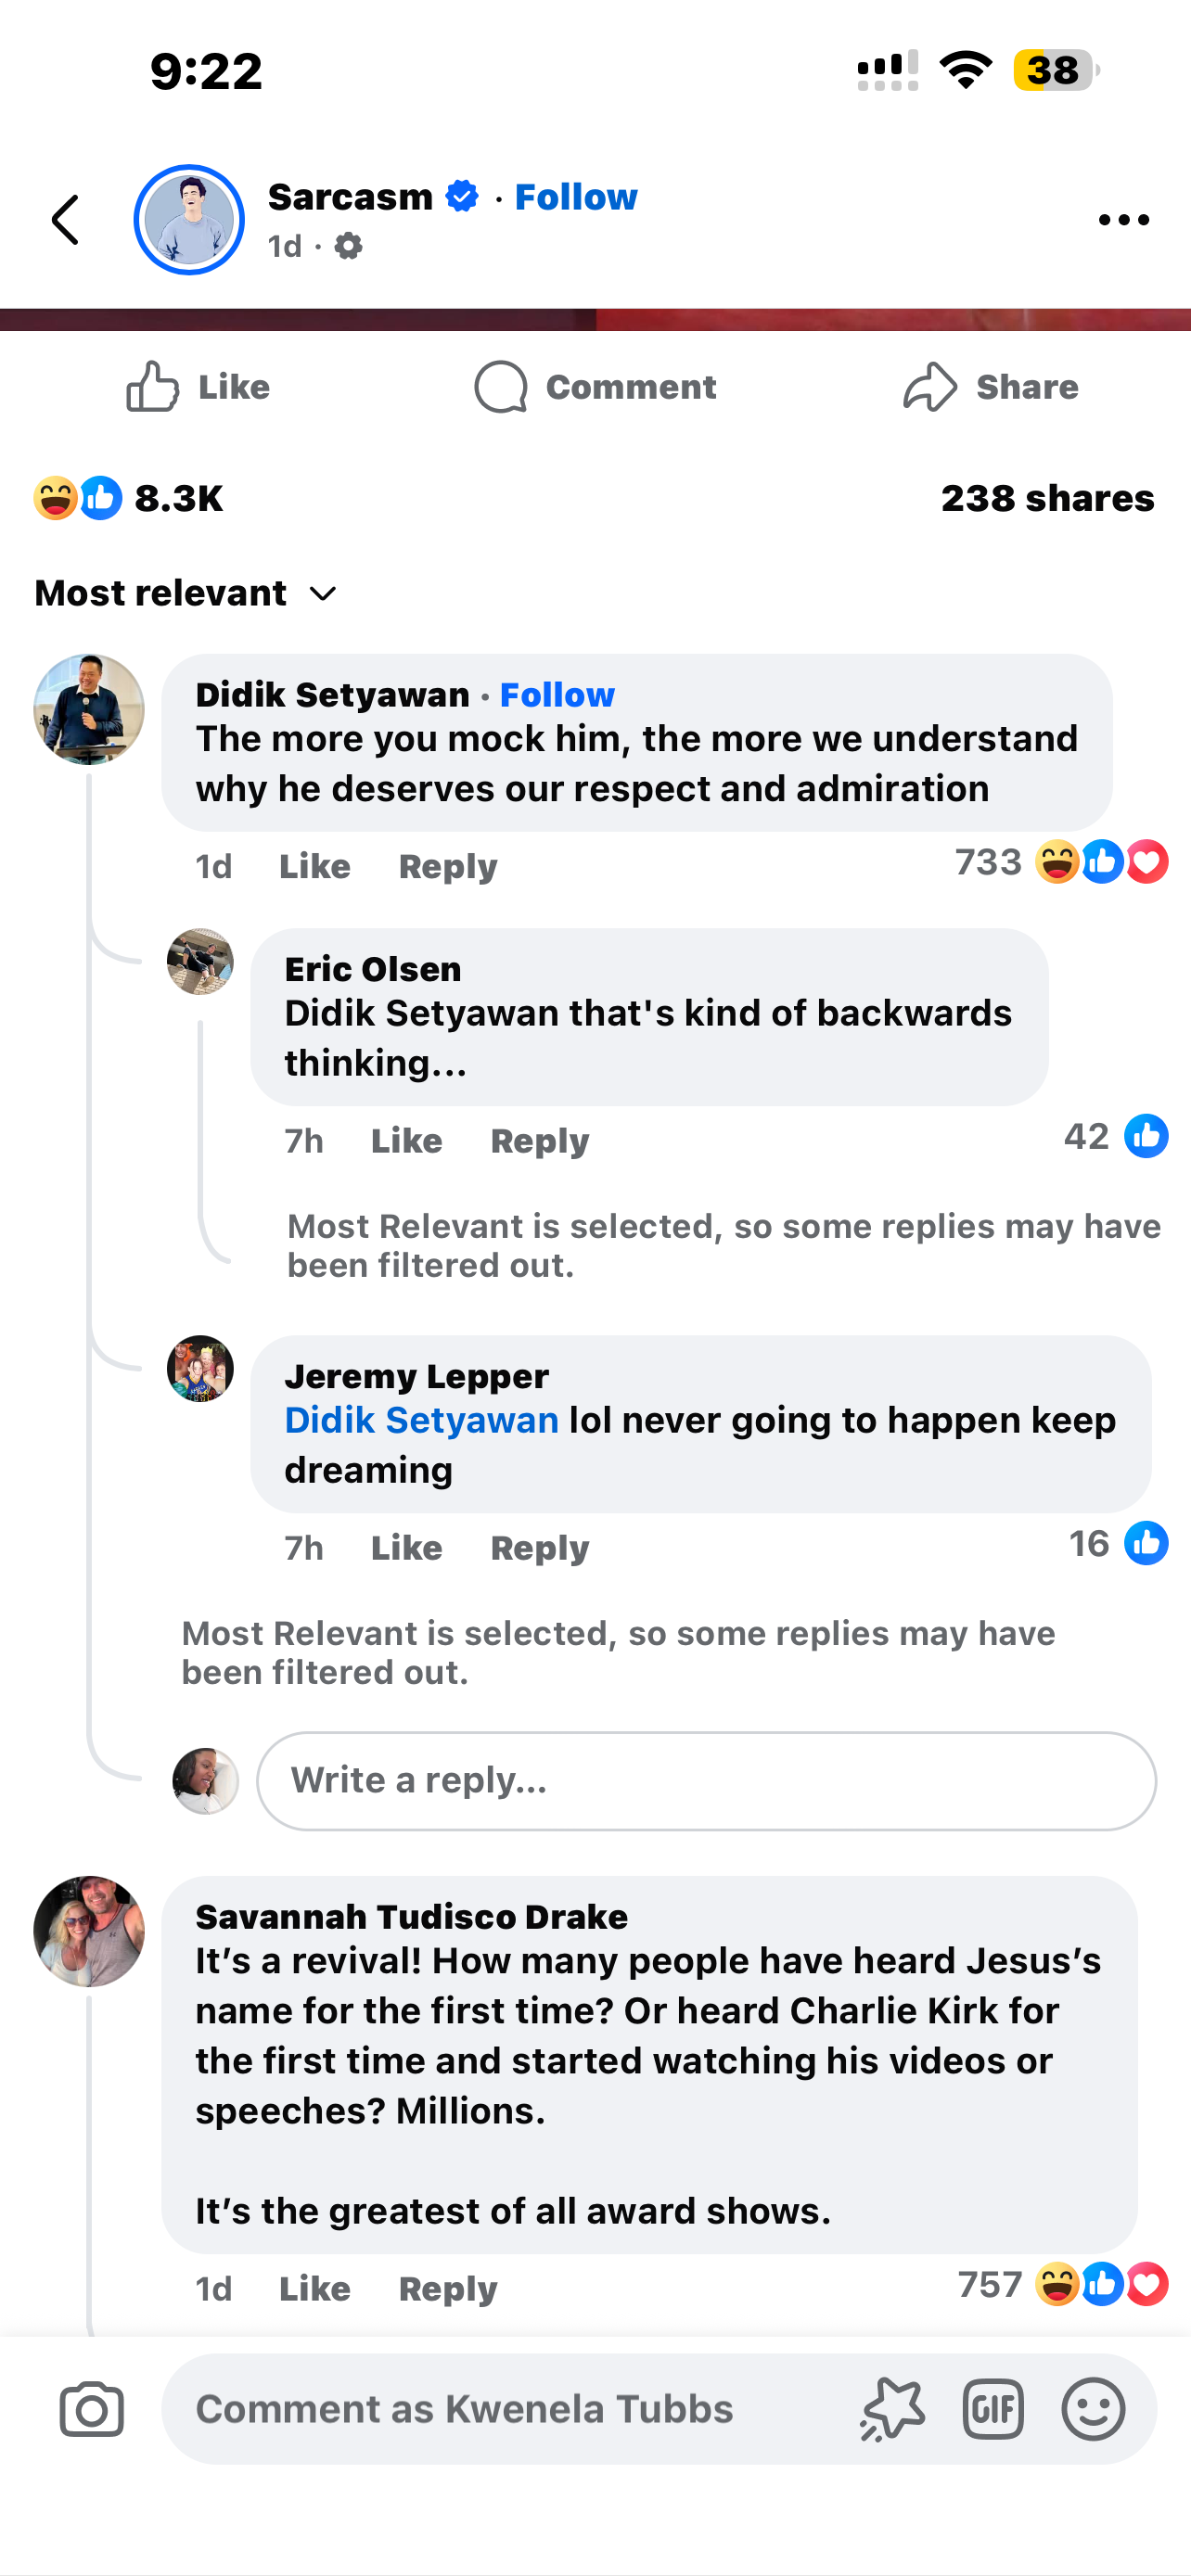 9:22
38
Sarcasm · Follow
1d ·
Like Comment Share
8.3K 238 shares
Most relevant
Didik Setyawan · Follow
The more you mock him, the more we understand
why he deserves our respect and admiration
1d Like Reply 733
Eric Olsen
Didik Setyawan that's kind of backwards
thinking...
7h Like Reply 42
Most Relevant is selected, so some replies may have
been filtered out.
Jeremy Lepper
Didik Setyawan lol never going to happen keep
dreaming
7h Like Reply 16
Most Relevant is selected, so some replies may have
been filtered out.
Write a reply...
Savannah Tudisco Drake
It’s a revival! How many people have heard Jesus’s
name for the first time? Or heard Charlie Kirk for
the first time and started watching his videos or
speeches? Millions.
It’s the greatest of all award shows.
1d Like Reply 757
Comment as Kwenela Tubbs GIF